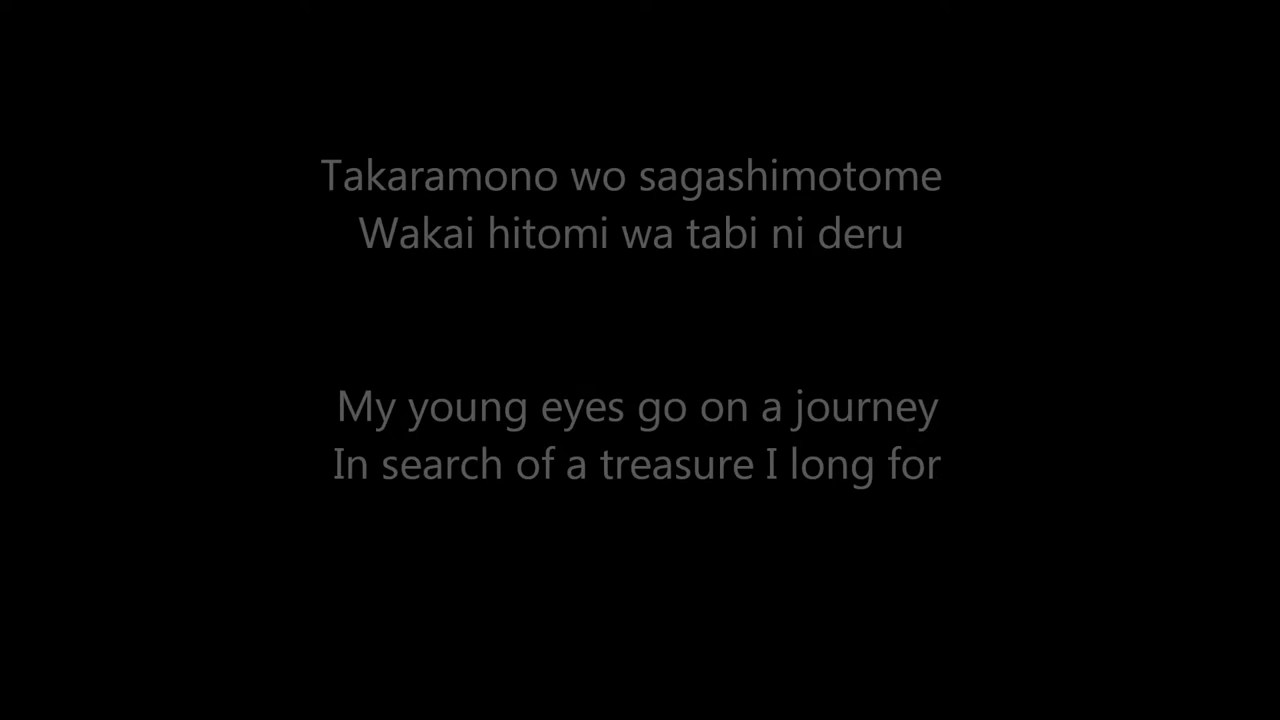 Takaramono wo sagashimotome
Wakai hitomi wa tabi ni deru
My young eyes go on a journey
In search of a treasure I long for